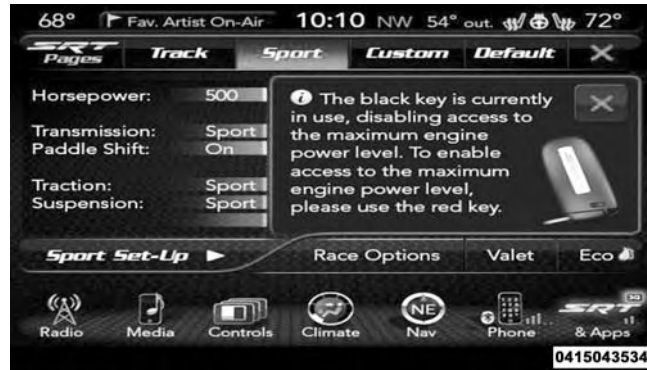 68° Fav. Artist On-Air 10:10 NW 54° out. 72°
SRT Pages Track Sport Custom Default X
Horsepower: 500
Transmission: Sport
Paddle Shift: On
Traction: Sport
Suspension: Sport
i The black key is currently
in use, disabling access to
the maximum engine
power level. To enable
access to the maximum
engine power level,
please use the red key.
Sport Set-Up Race Options Valet Eco
NE 3G
Radio Media Controls Climate Nav Phone SRT & Apps
0415043534